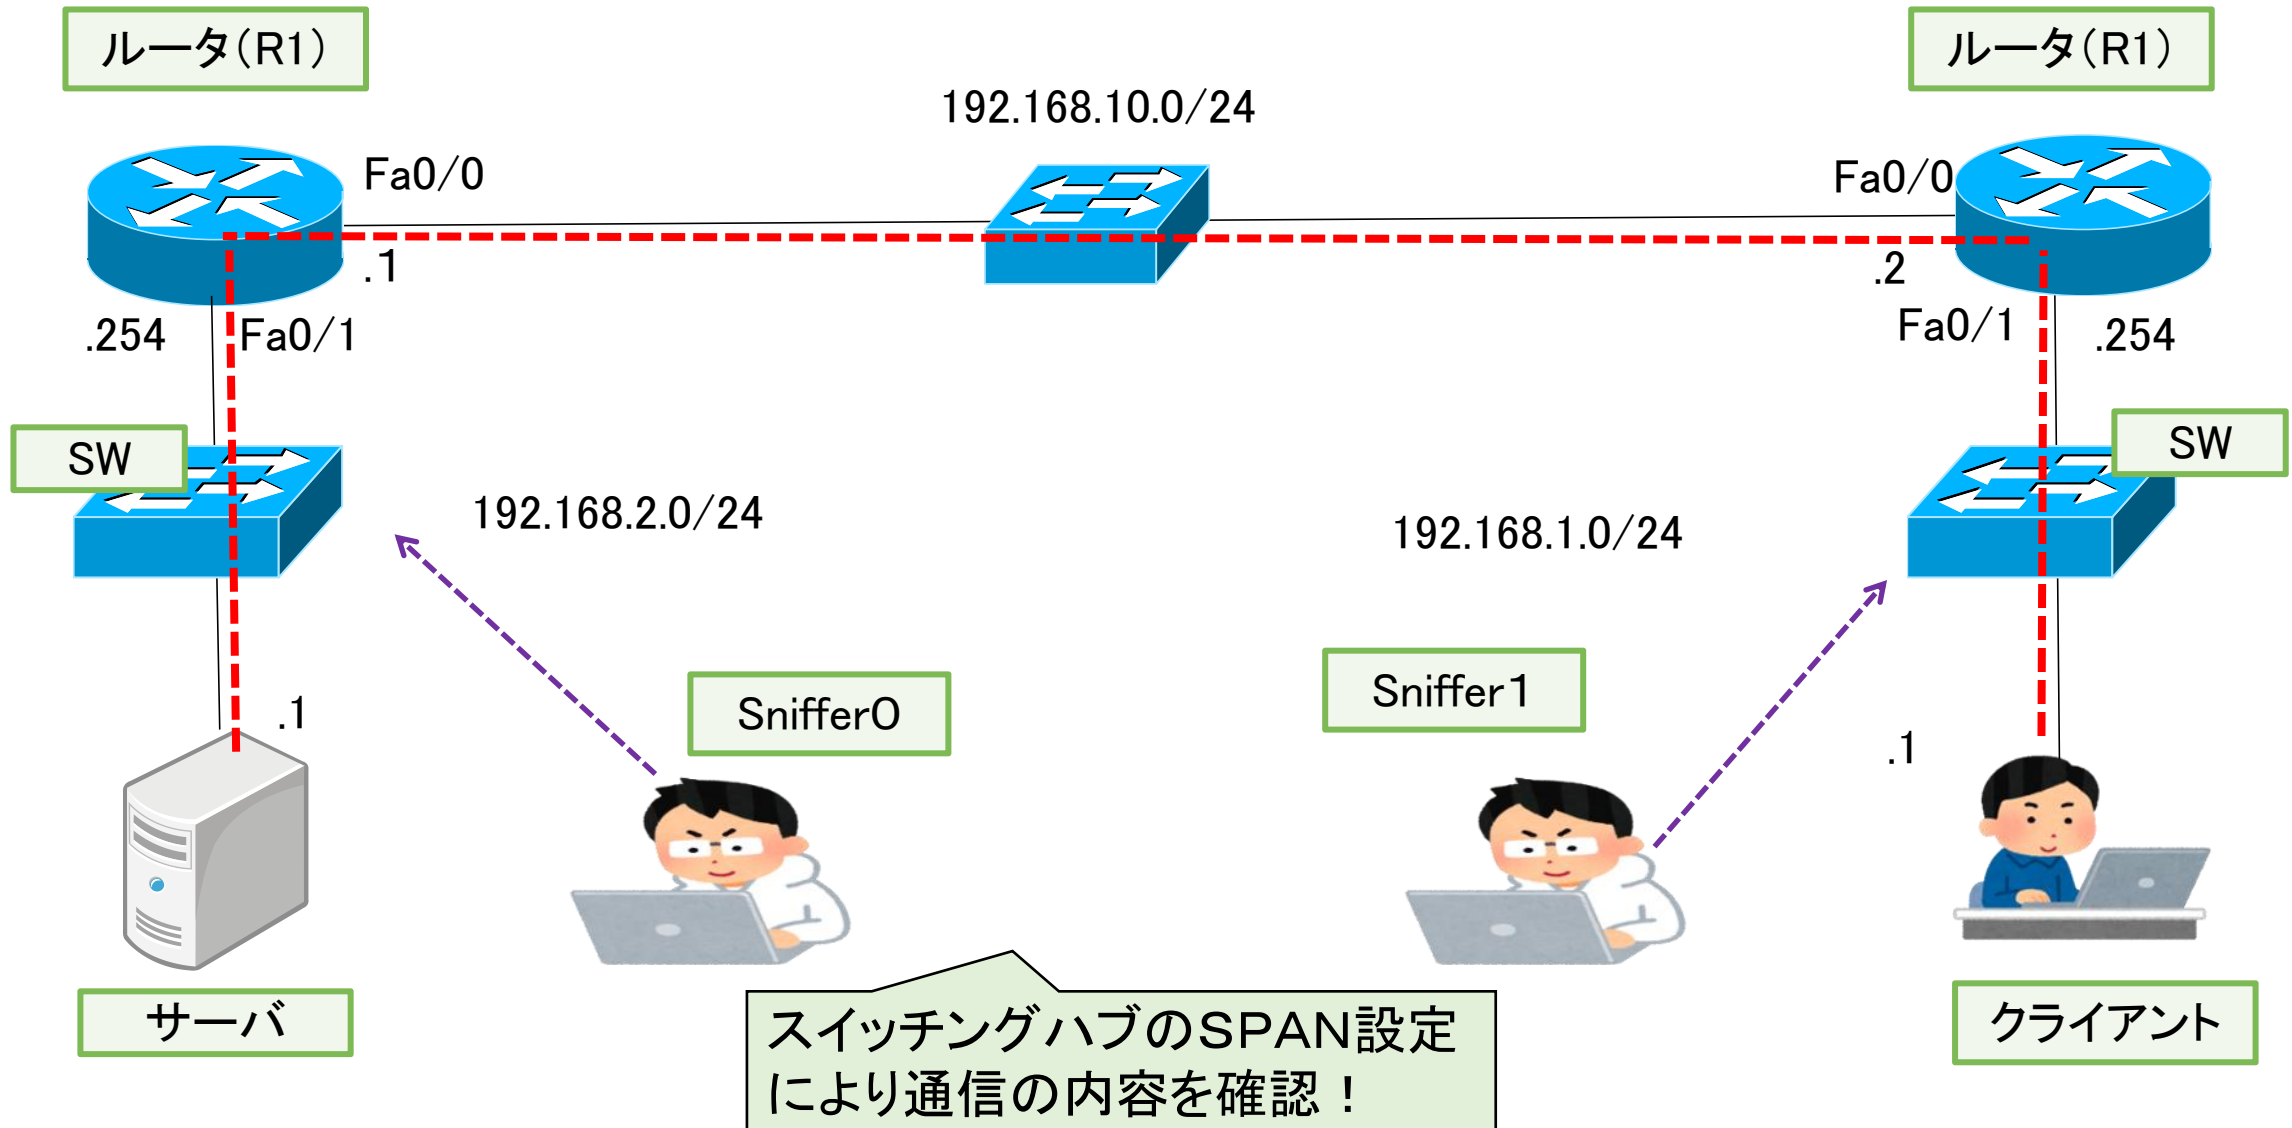 ルータ(R1)
ルータ(R1)
192.168.10.0/24
Fa0/0
Fa0/0
.1
.2
.254
Fa0/1
Fa0/1
.254
SW
SW
192.168.2.0/24
192.168.1.0/24
Sniffer0
Sniffer1
.1
.1
サーバ
クライアント
スイッチングハブのSPAN設定
により通信の内容を確認！